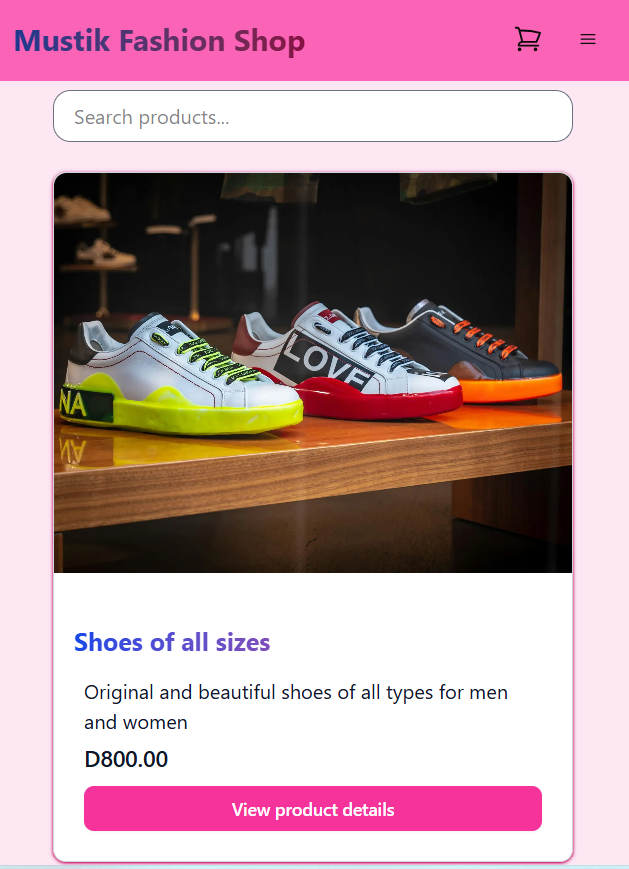 Mustik Fashion Shop
Search products...
LOVE
NA
Shoes of all sizes
Original and beautiful shoes of all types for men
and women
D800.00
View product details